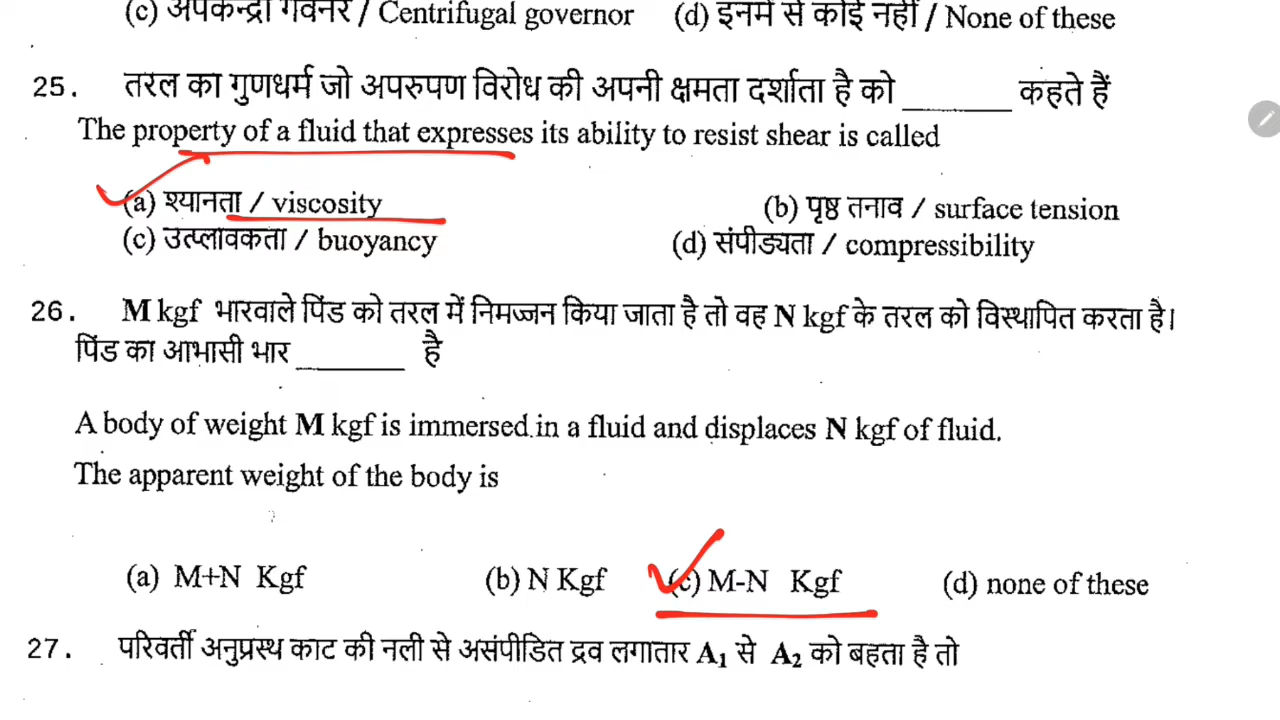 (c) अपकेन्द्री गवर्नर / Centrifugal governor (d) इनमें से कोई नहीं / None of these
25. तरल का गुणधर्म जो अपरुपण विरोध की अपनी क्षमता दर्शाता है को ______ कहते हैं
The property of a fluid that expresses its ability to resist shear is called
(a) श्यानता / viscosity (b) पृष्ठ तनाव / surface tension
(c) उत्प्लावकता / buoyancy (d) संपीड्यता / compressibility
26. M kgf भारवाले पिंड को तरल में निमज्जन किया जाता है तो वह N kgf के तरल को विस्थापित करता है।
पिंड का आभासी भार ______ है
A body of weight M kgf is immersed in a fluid and displaces N kgf of fluid.
The apparent weight of the body is
(a) M+N Kgf (b) N Kgf (c) M-N Kgf (d) none of these
27. परिवर्ती अनुप्रस्थ काट की नली से असंपीडित द्रव लगातार A₁ से A₂ को बहता है तो